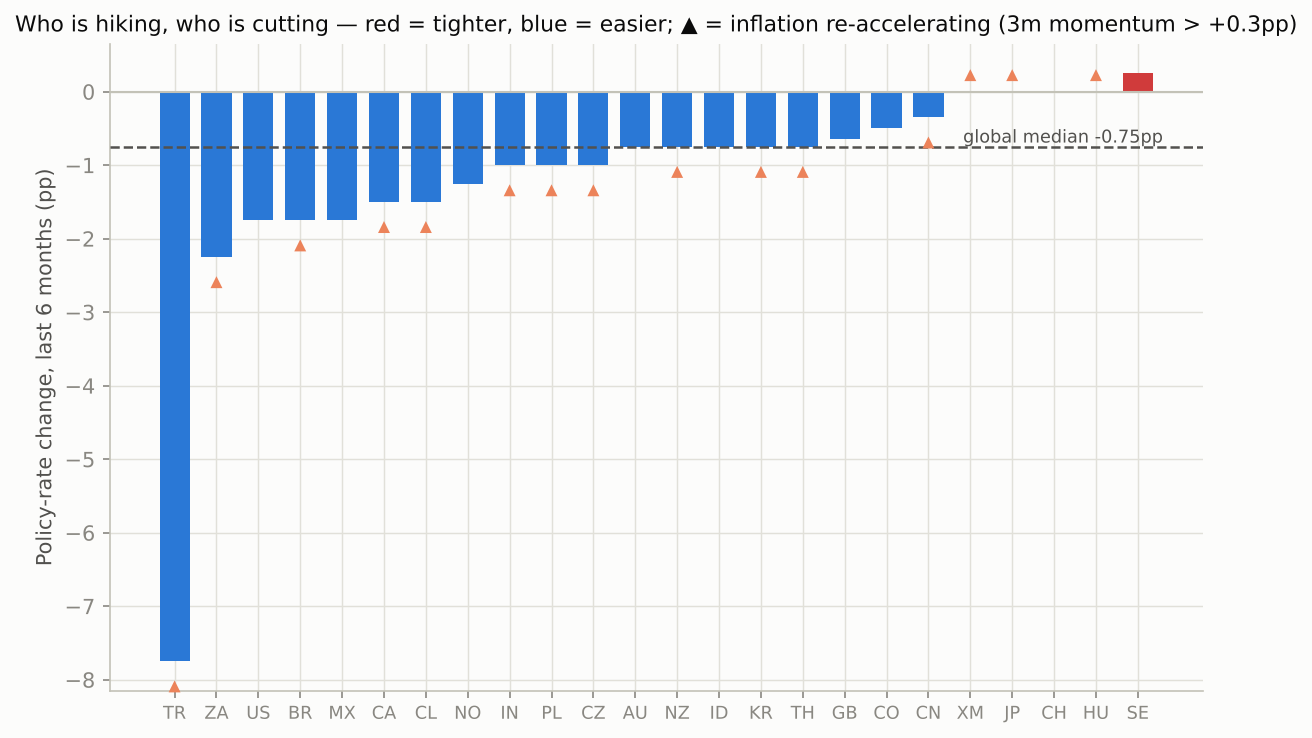 Who is hiking, who is cutting — red = tighter, blue = easier; ▲ = inflation re-accelerating (3m momentum > +0.3pp)
Policy-rate change, last 6 months (pp)
0
−1
−2
−3
−4
−5
−6
−7
−8
global median -0.75pp
TR ZA US BR MX CA CL NO IN PL CZ AU NZ ID KR TH GB CO CN XM JP CH HU SE